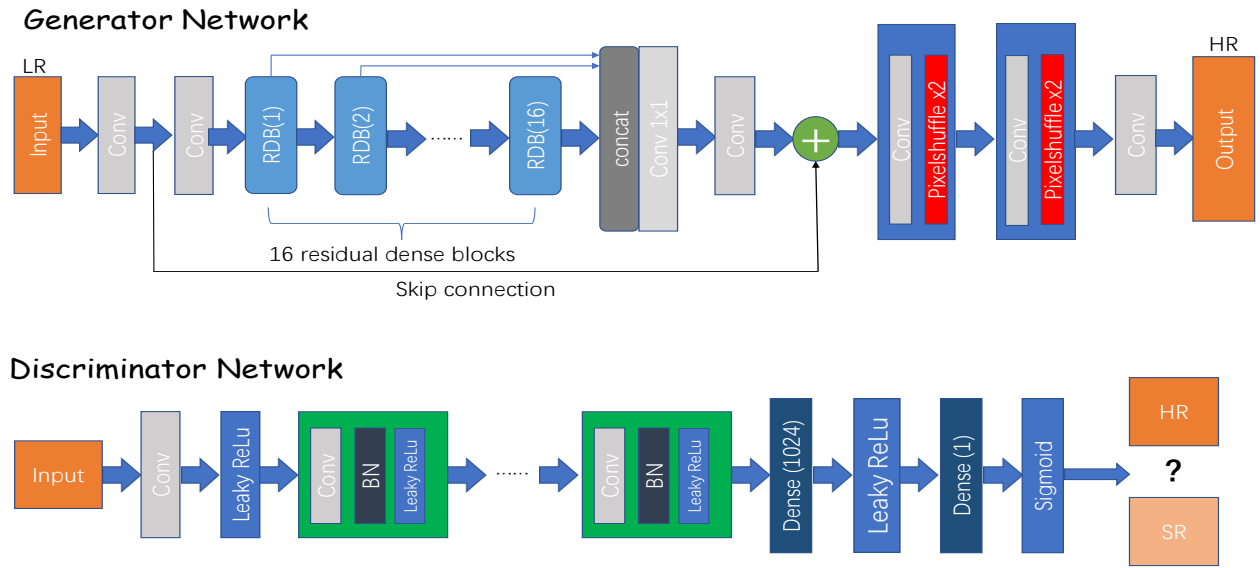 Generator Network
LR
HR
Input
Conv
Conv
RDB(1)
RDB(2)
......
RDB(16)
concat
Conv 1x1
Conv
+
Conv
Pixelshuffle x2
Conv
Pixelshuffle x2
Conv
Output
16 residual dense blocks
Skip connection
Discriminator Network
Input
Conv
Leaky ReLu
Conv
BN
Leaky ReLu
......
Conv
BN
Leaky ReLu
Dense (1024)
Leaky ReLu
Dense (1)
Sigmoid
HR
?
SR